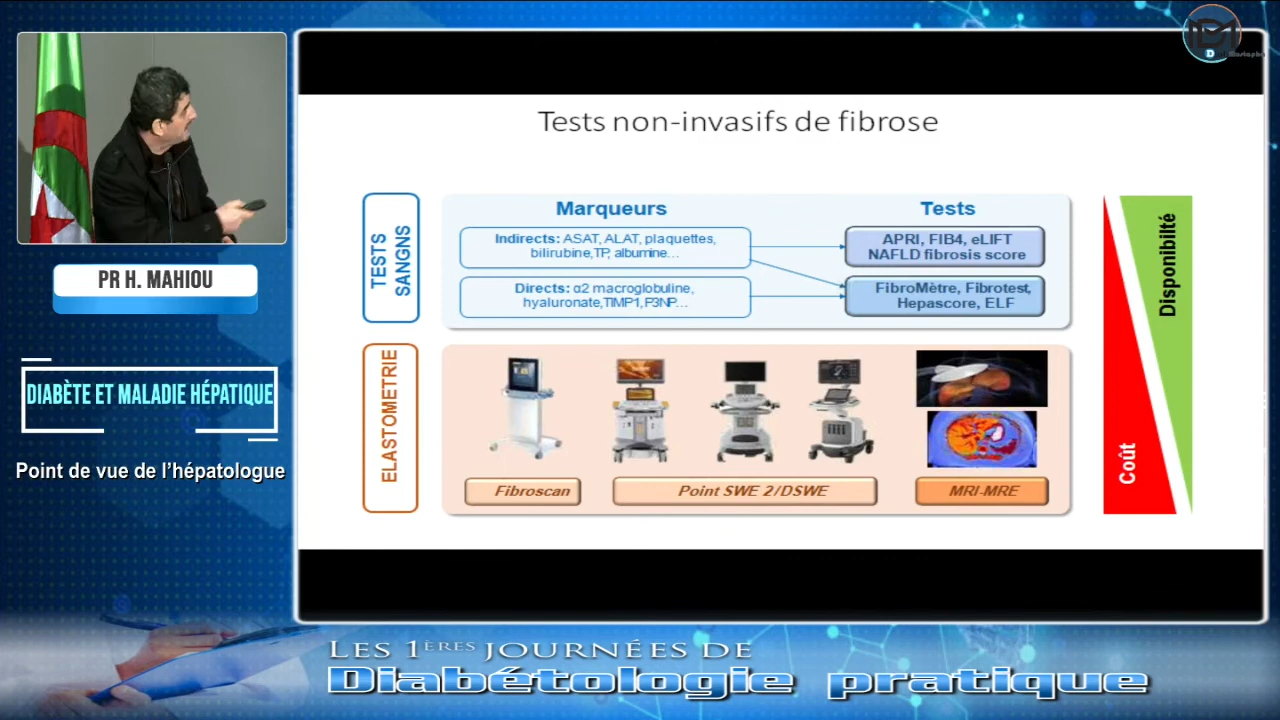 PR H. MAHIOU
DIABÈTE ET MALADIE HÉPATIQUE
Point de vue de l'hépatologue
Tests non-invasifs de fibrose
TESTS
SANGNS
Marqueurs
Tests
Indirects: ASAT, ALAT, plaquettes,
bilirubine,TP, albumine...
APRI, FIB4, eLIFT
NAFLD fibrosis score
Directs: α2 macroglobuline,
hyaluronate,TIMP1,P3NP...
FibroMètre, Fibrotest,
Hepascore, ELF
ELASTOMETRIE
Fibroscan
Point SWE 2/DSWE
MRI-MRE
Coût
Disponibilté
LES 1ÈRES JOURNÉES DE
Diabétologie pratique